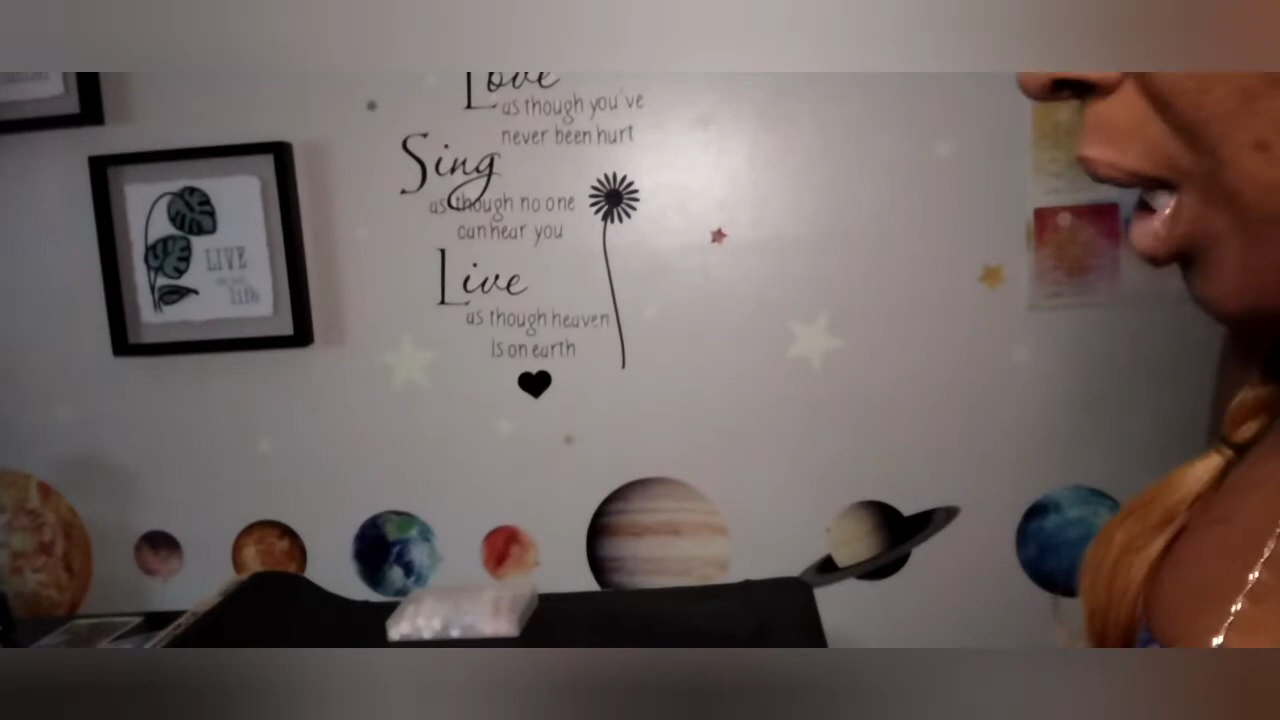 Love
as though you've
never been hurt
Sing
as though no one
can hear you
Live
as though heaven
is on earth
LIVE
life